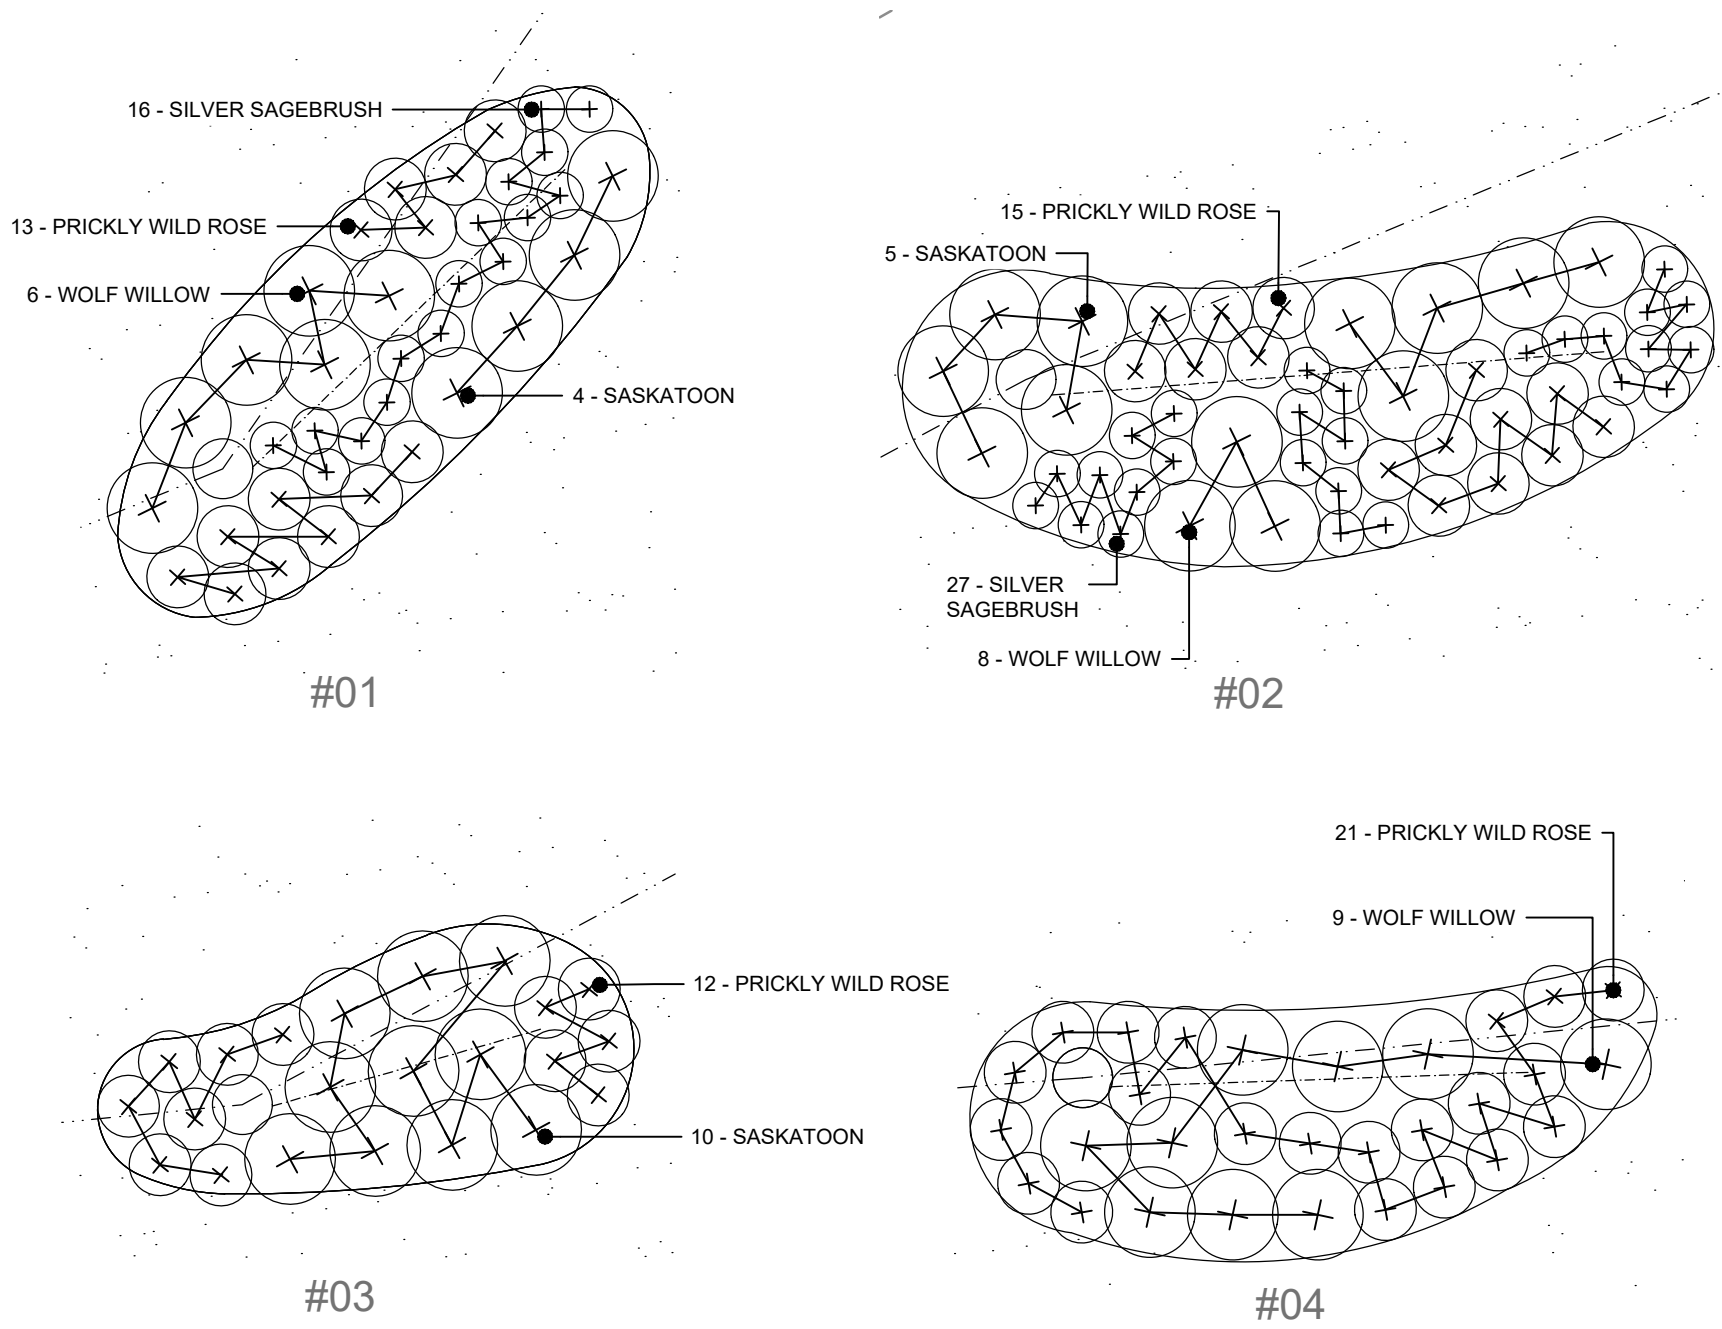 16 - SILVER SAGEBRUSH
13 - PRICKLY WILD ROSE
6 - WOLF WILLOW
4 - SASKATOON
#01
15 - PRICKLY WILD ROSE
5 - SASKATOON
27 - SILVER
SAGEBRUSH
8 - WOLF WILLOW
#02
12 - PRICKLY WILD ROSE
10 - SASKATOON
#03
21 - PRICKLY WILD ROSE
9 - WOLF WILLOW
#04